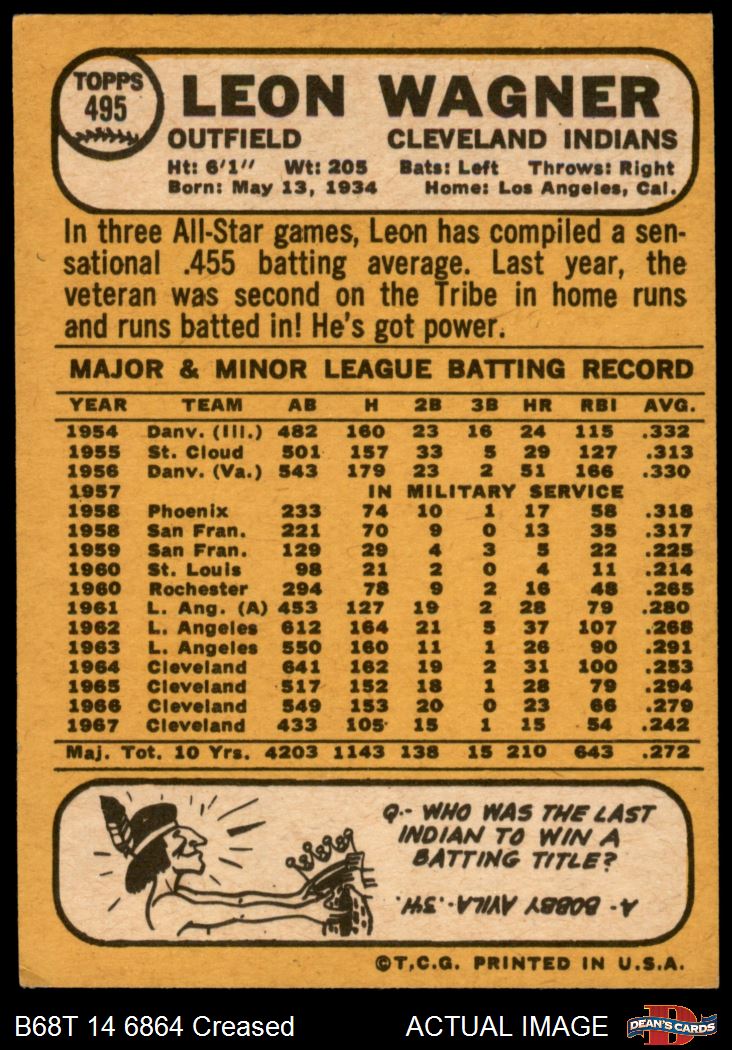 TOPPS
495
LEON WAGNER
OUTFIELD CLEVELAND INDIANS
Ht: 6'1" Wt: 205 Bats: Left Throws: Right
Born: May 13, 1934 Home: Los Angeles, Cal.
In three All-Star games, Leon has compiled a sen-
sational .455 batting average. Last year, the
veteran was second on the Tribe in home runs
and runs batted in! He's got power.
MAJOR & MINOR LEAGUE BATTING RECORD
YEAR TEAM AB H 2B 3B HR RBI AVG.
1954 Danv. (Ill.) 482 160 23 16 24 115 .332
1955 St. Cloud 501 157 33 5 29 127 .313
1956 Danv. (Va.) 543 179 23 2 51 166 .330
1957 IN MILITARY SERVICE
1958 Phoenix 233 74 10 1 17 58 .318
1958 San Fran. 221 70 9 0 13 35 .317
1959 San Fran. 129 29 4 3 5 22 .225
1960 St. Louis 98 21 2 0 4 11 .214
1960 Rochester 294 78 9 2 16 48 .265
1961 L. Ang. (A) 453 127 19 2 28 79 .280
1962 L. Angeles 612 164 21 5 37 107 .268
1963 L. Angeles 550 160 11 1 26 90 .291
1964 Cleveland 641 162 19 2 31 100 .253
1965 Cleveland 517 152 18 1 28 79 .294
1966 Cleveland 549 153 20 0 23 66 .279
1967 Cleveland 433 105 15 1 15 54 .242
Maj. Tot. 10 Yrs. 4203 1143 138 15 210 643 .272
Q.- WHO WAS THE LAST
INDIAN TO WIN A
BATTING TITLE?
A- BOBBY AVILA-.341.
©T.C.G. PRINTED IN U.S.A.
B68T 14 6864 Creased ACTUAL IMAGE
DEAN'S CARDS